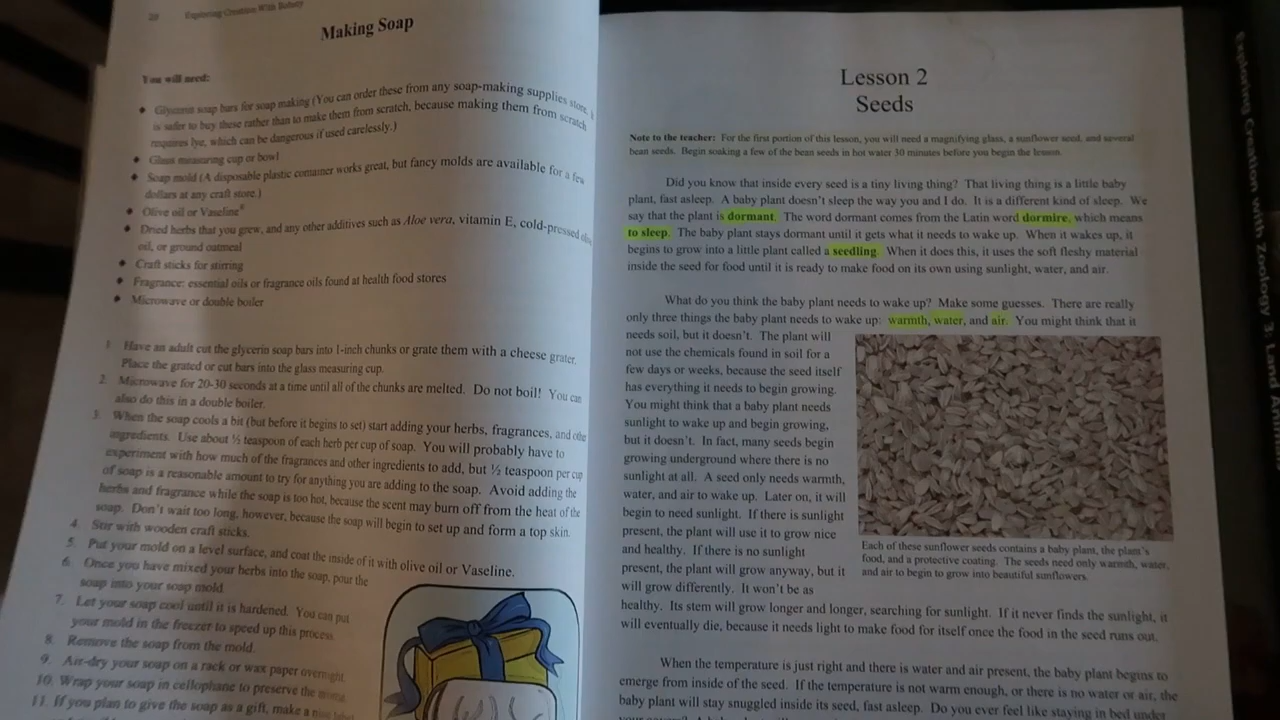 28 Exploring Creation With Botany
Making Soap
You will need:
♦ Glycerin soap bars for soap making (You can order these from any soap-making supplies store. It
is safer to buy these rather than to make them from scratch, because making them from scratch
requires lye, which can be dangerous if used carelessly.)
♦ Glass measuring cup or bowl
♦ Soap mold (A disposable plastic container works great, but fancy molds are available for a few
dollars at any craft store.)
♦ Olive oil or Vaseline®
♦ Dried herbs that you grew, and any other additives such as Aloe vera, vitamin E, cold-pressed olive
oil, or ground oatmeal
♦ Craft sticks for stirring
♦ Fragrance: essential oils or fragrance oils found at health food stores
♦ Microwave or double boiler
1. Have an adult cut the glycerin soap bars into 1-inch chunks or grate them with a cheese grater.
Place the grated or cut bars into the glass measuring cup.
2. Microwave for 20-30 seconds at a time until all of the chunks are melted. Do not boil! You can
also do this in a double boiler.
3. When the soap cools a bit (but before it begins to set) start adding your herbs, fragrances, and other
ingredients. Use about ½ teaspoon of each herb per cup of soap. You will probably have to
experiment with how much of the fragrances and other ingredients to add, but ½ teaspoon per cup
of soap is a reasonable amount to try for anything you are adding to the soap. Avoid adding the
herbs and fragrance while the soap is too hot, because the scent may burn off from the heat of the
soap. Don't wait too long, however, because the soap will begin to set up and form a top skin.
4. Stir with wooden craft sticks.
5. Put your mold on a level surface, and coat the inside of it with olive oil or Vaseline.
6. Once you have mixed your herbs into the soap, pour the
soap into your soap mold.
7. Let your soap cool until it is hardened. You can put
your mold in the freezer to speed up this process.
8. Remove the soap from the mold.
9. Air-dry your soap on a rack or wax paper overnight.
10. Wrap your soap in cellophane to preserve the aroma.
11. If you plan to give the soap as a gift, make a nice label
Lesson 2
Seeds
Note to the teacher: For the first portion of this lesson, you will need a magnifying glass, a sunflower seed, and several
bean seeds. Begin soaking a few of the bean seeds in hot water 30 minutes before you begin the lesson.
Did you know that inside every seed is a tiny living thing? That living thing is a little baby
plant, fast asleep. A baby plant doesn't sleep the way you and I do. It is a different kind of sleep. We
say that the plant is dormant. The word dormant comes from the Latin word dormire, which means
to sleep. The baby plant stays dormant until it gets what it needs to wake up. When it wakes up, it
begins to grow into a little plant called a seedling. When it does this, it uses the soft fleshy material
inside the seed for food until it is ready to make food on its own using sunlight, water, and air.
What do you think the baby plant needs to wake up? Make some guesses. There are really
only three things the baby plant needs to wake up: warmth, water, and air. You might think that it
needs soil, but it doesn't. The plant will
not use the chemicals found in soil for a
few days or weeks, because the seed itself
has everything it needs to begin growing.
You might think that a baby plant needs
sunlight to wake up and begin growing,
but it doesn't. In fact, many seeds begin
growing underground where there is no
sunlight at all. A seed only needs warmth,
water, and air to wake up. Later on, it will
begin to need sunlight. If there is sunlight
present, the plant will use it to grow nice
and healthy. If there is no sunlight
present, the plant will grow anyway, but it
will grow differently. It won't be as
healthy. Its stem will grow longer and longer, searching for sunlight. If it never finds the sunlight, it
will eventually die, because it needs light to make food for itself once the food in the seed runs out.
Each of these sunflower seeds contains a baby plant, the plant's
food, and a protective coating. The seeds need only warmth, water,
and air to begin to grow into beautiful sunflowers.
When the temperature is just right and there is water and air present, the baby plant begins to
emerge from inside of the seed. If the temperature is not warm enough, or there is no water or air, the
baby plant will stay snuggled inside its seed, fast asleep. Do you ever feel like staying in bed under
Exploring Creation with Zoology 3: Land